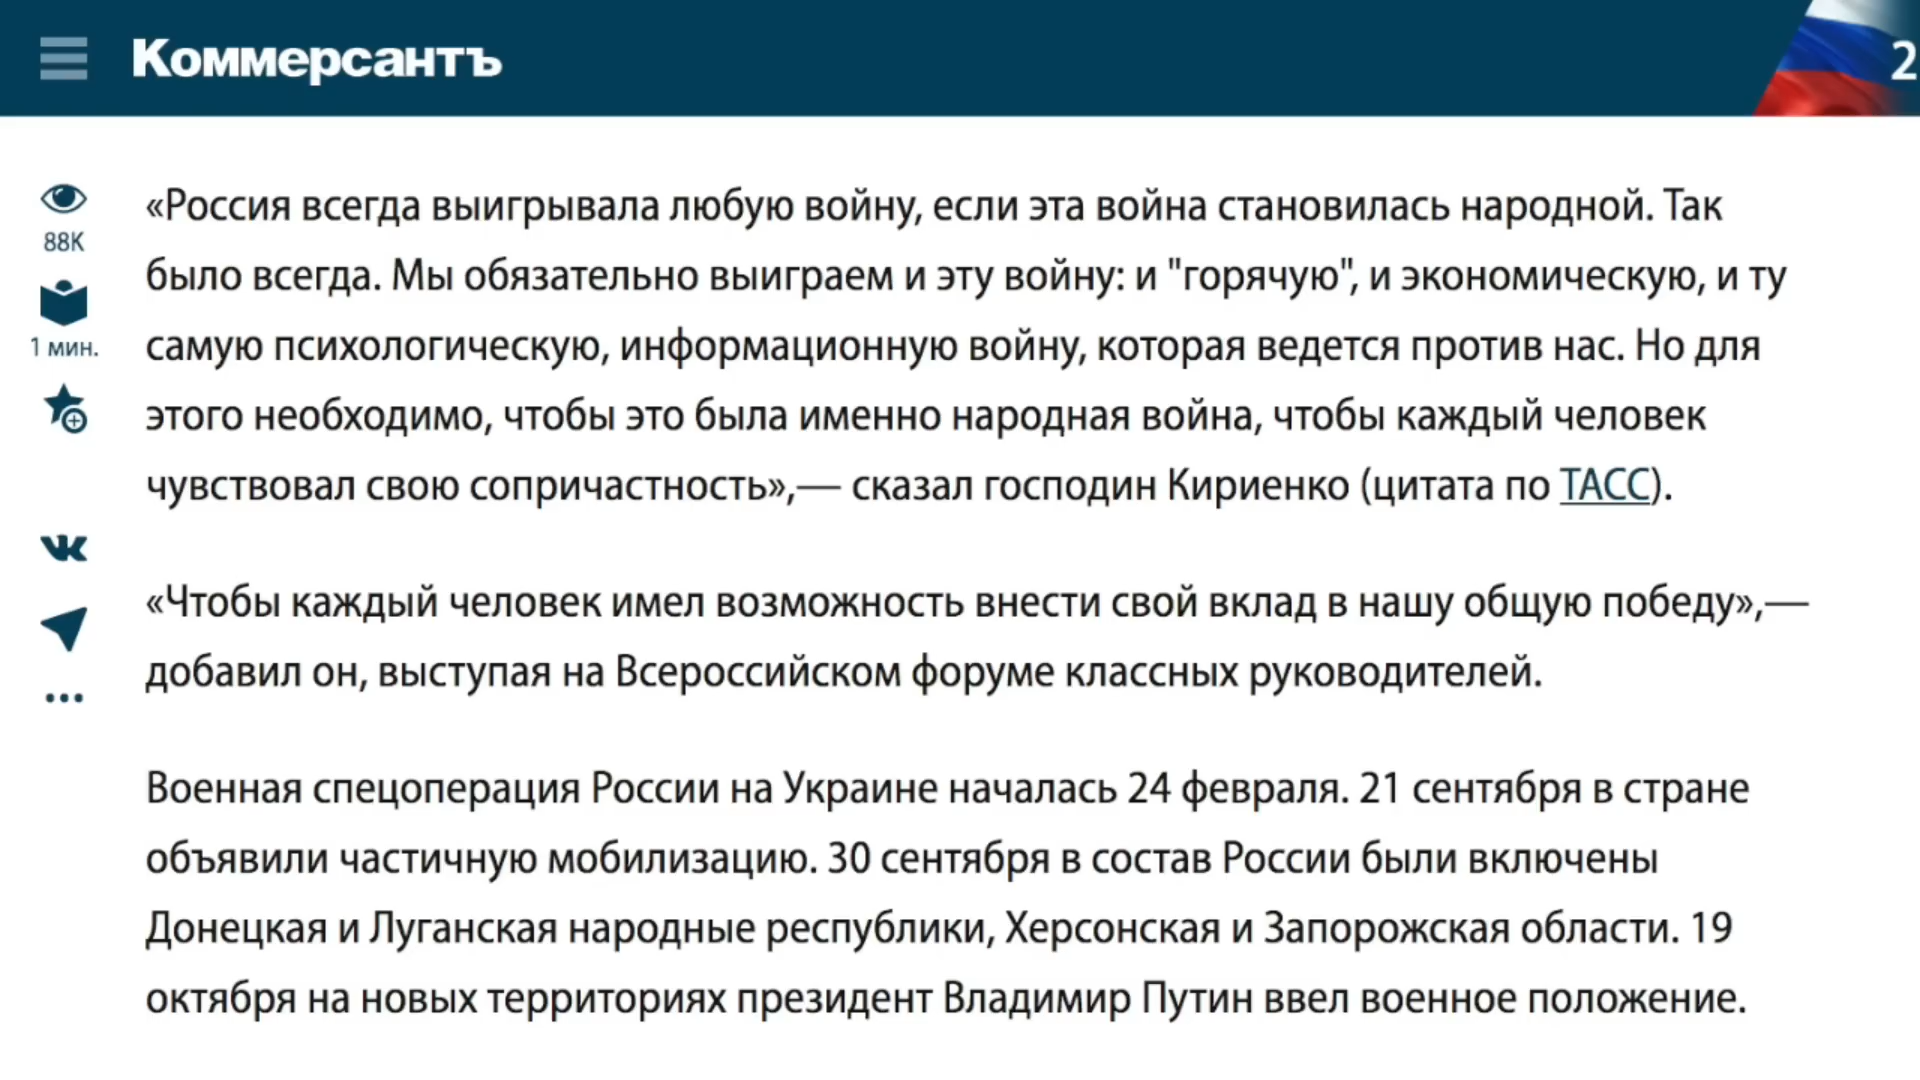 Коммерсантъ
2
88K
1 мин.
«Россия всегда выигрывала любую войну, если эта война становилась народной. Так
было всегда. Мы обязательно выиграем и эту войну: и "горячую", и экономическую, и ту
самую психологическую, информационную войну, которая ведется против нас. Но для
этого необходимо, чтобы это была именно народная война, чтобы каждый человек
чувствовал свою сопричастность»,— сказал господин Кириенко (цитата по ТАСС).
«Чтобы каждый человек имел возможность внести свой вклад в нашу общую победу»,—
добавил он, выступая на Всероссийском форуме классных руководителей.
Военная спецоперация России на Украине началась 24 февраля. 21 сентября в стране
объявили частичную мобилизацию. 30 сентября в состав России были включены
Донецкая и Луганская народные республики, Херсонская и Запорожская области. 19
октября на новых территориях президент Владимир Путин ввел военное положение.